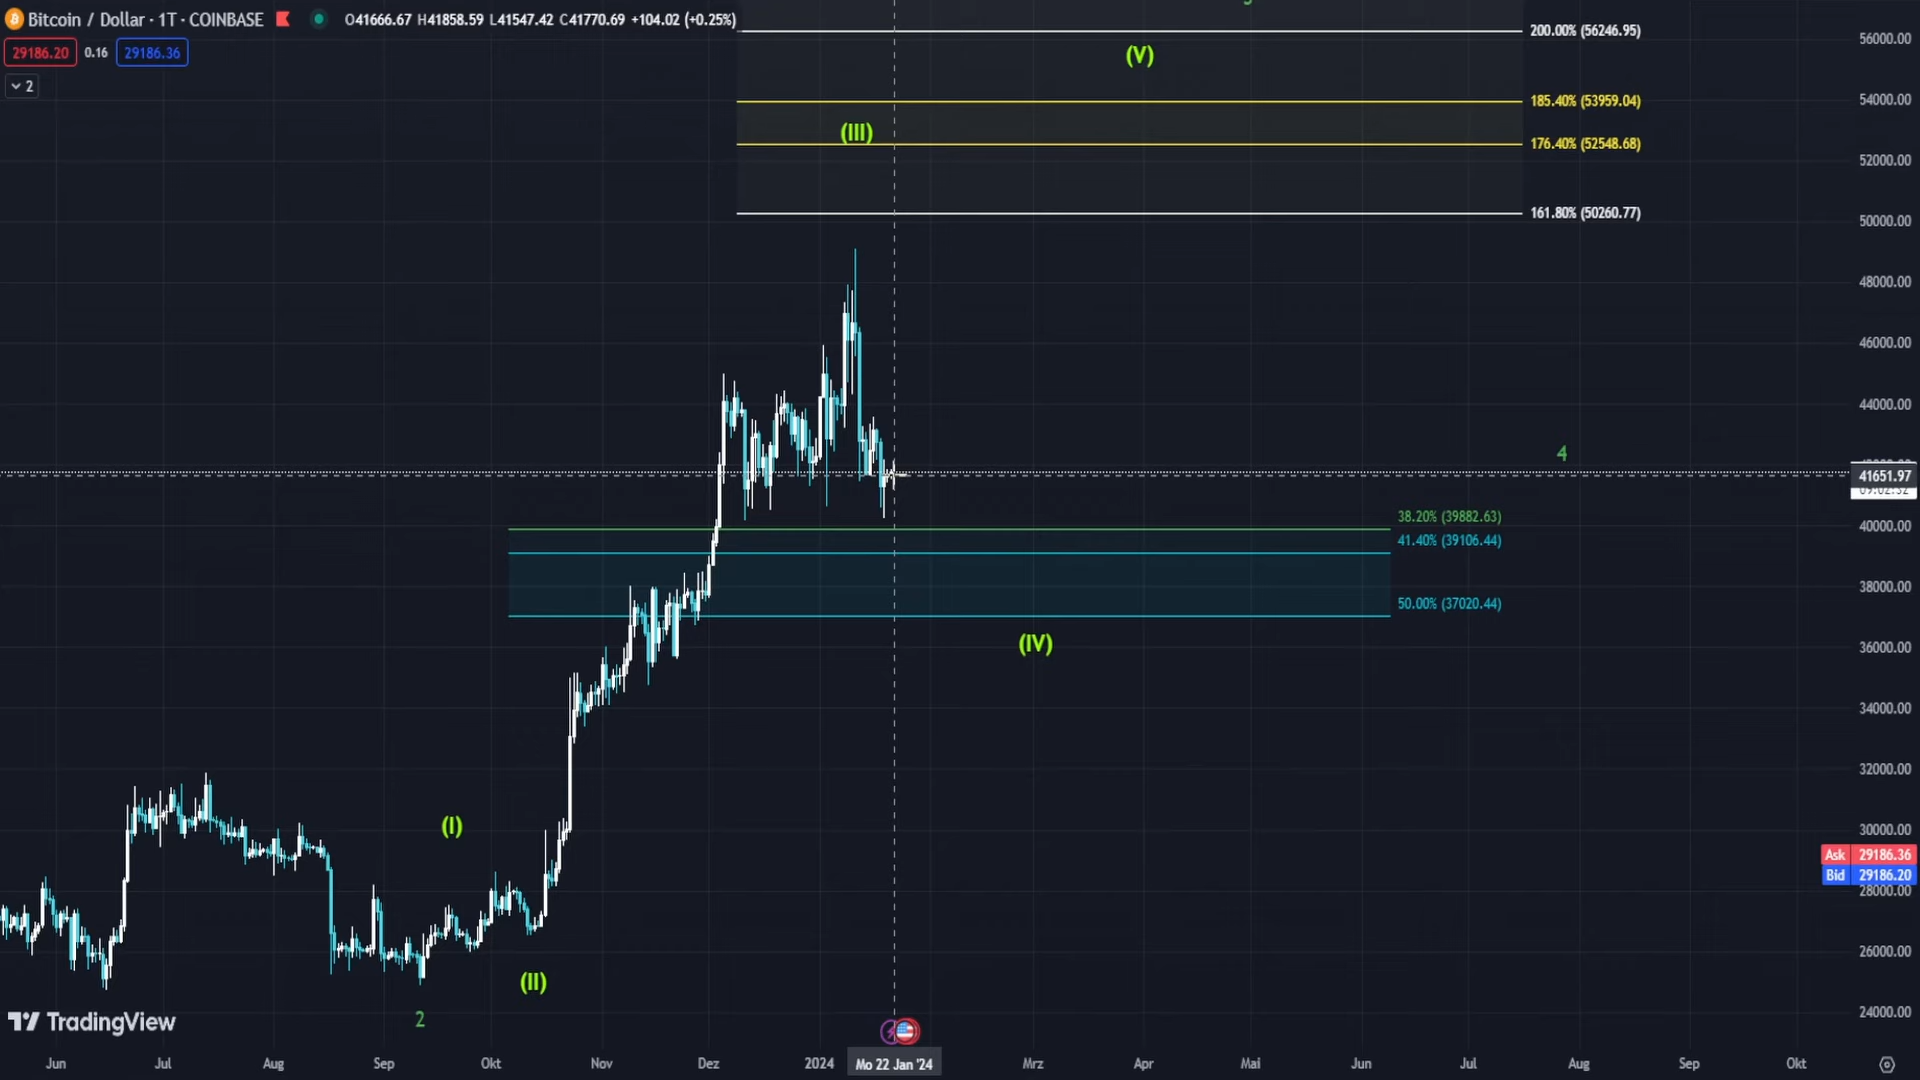 Bitcoin / Dollar · 1T · COINBASE O41666.67 H41858.59 L41547.42 C41770.69 +104.02 (+0.25%)
29186.20 0.16 29186.36
2
200.00% (56246.95)
(V)
185.40% (53959.04)
(III)
176.40% (52548.68)
161.80% (50260.77)
4
38.20% (39882.63)
41.40% (39106.44)
50.00% (37020.44)
(IV)
(I)
(II)
2
56000.00
54000.00
52000.00
50000.00
48000.00
46000.00
44000.00
41651.97
40000.00
38000.00
36000.00
34000.00
32000.00
30000.00
Ask 29186.36
Bid 29186.20
28000.00
26000.00
24000.00
TradingView
Jun Jul Aug Sep Okt Nov Dez 2024 Mo 22 Jan '24 Mrz Apr Mai Jun Jul Aug Sep Okt